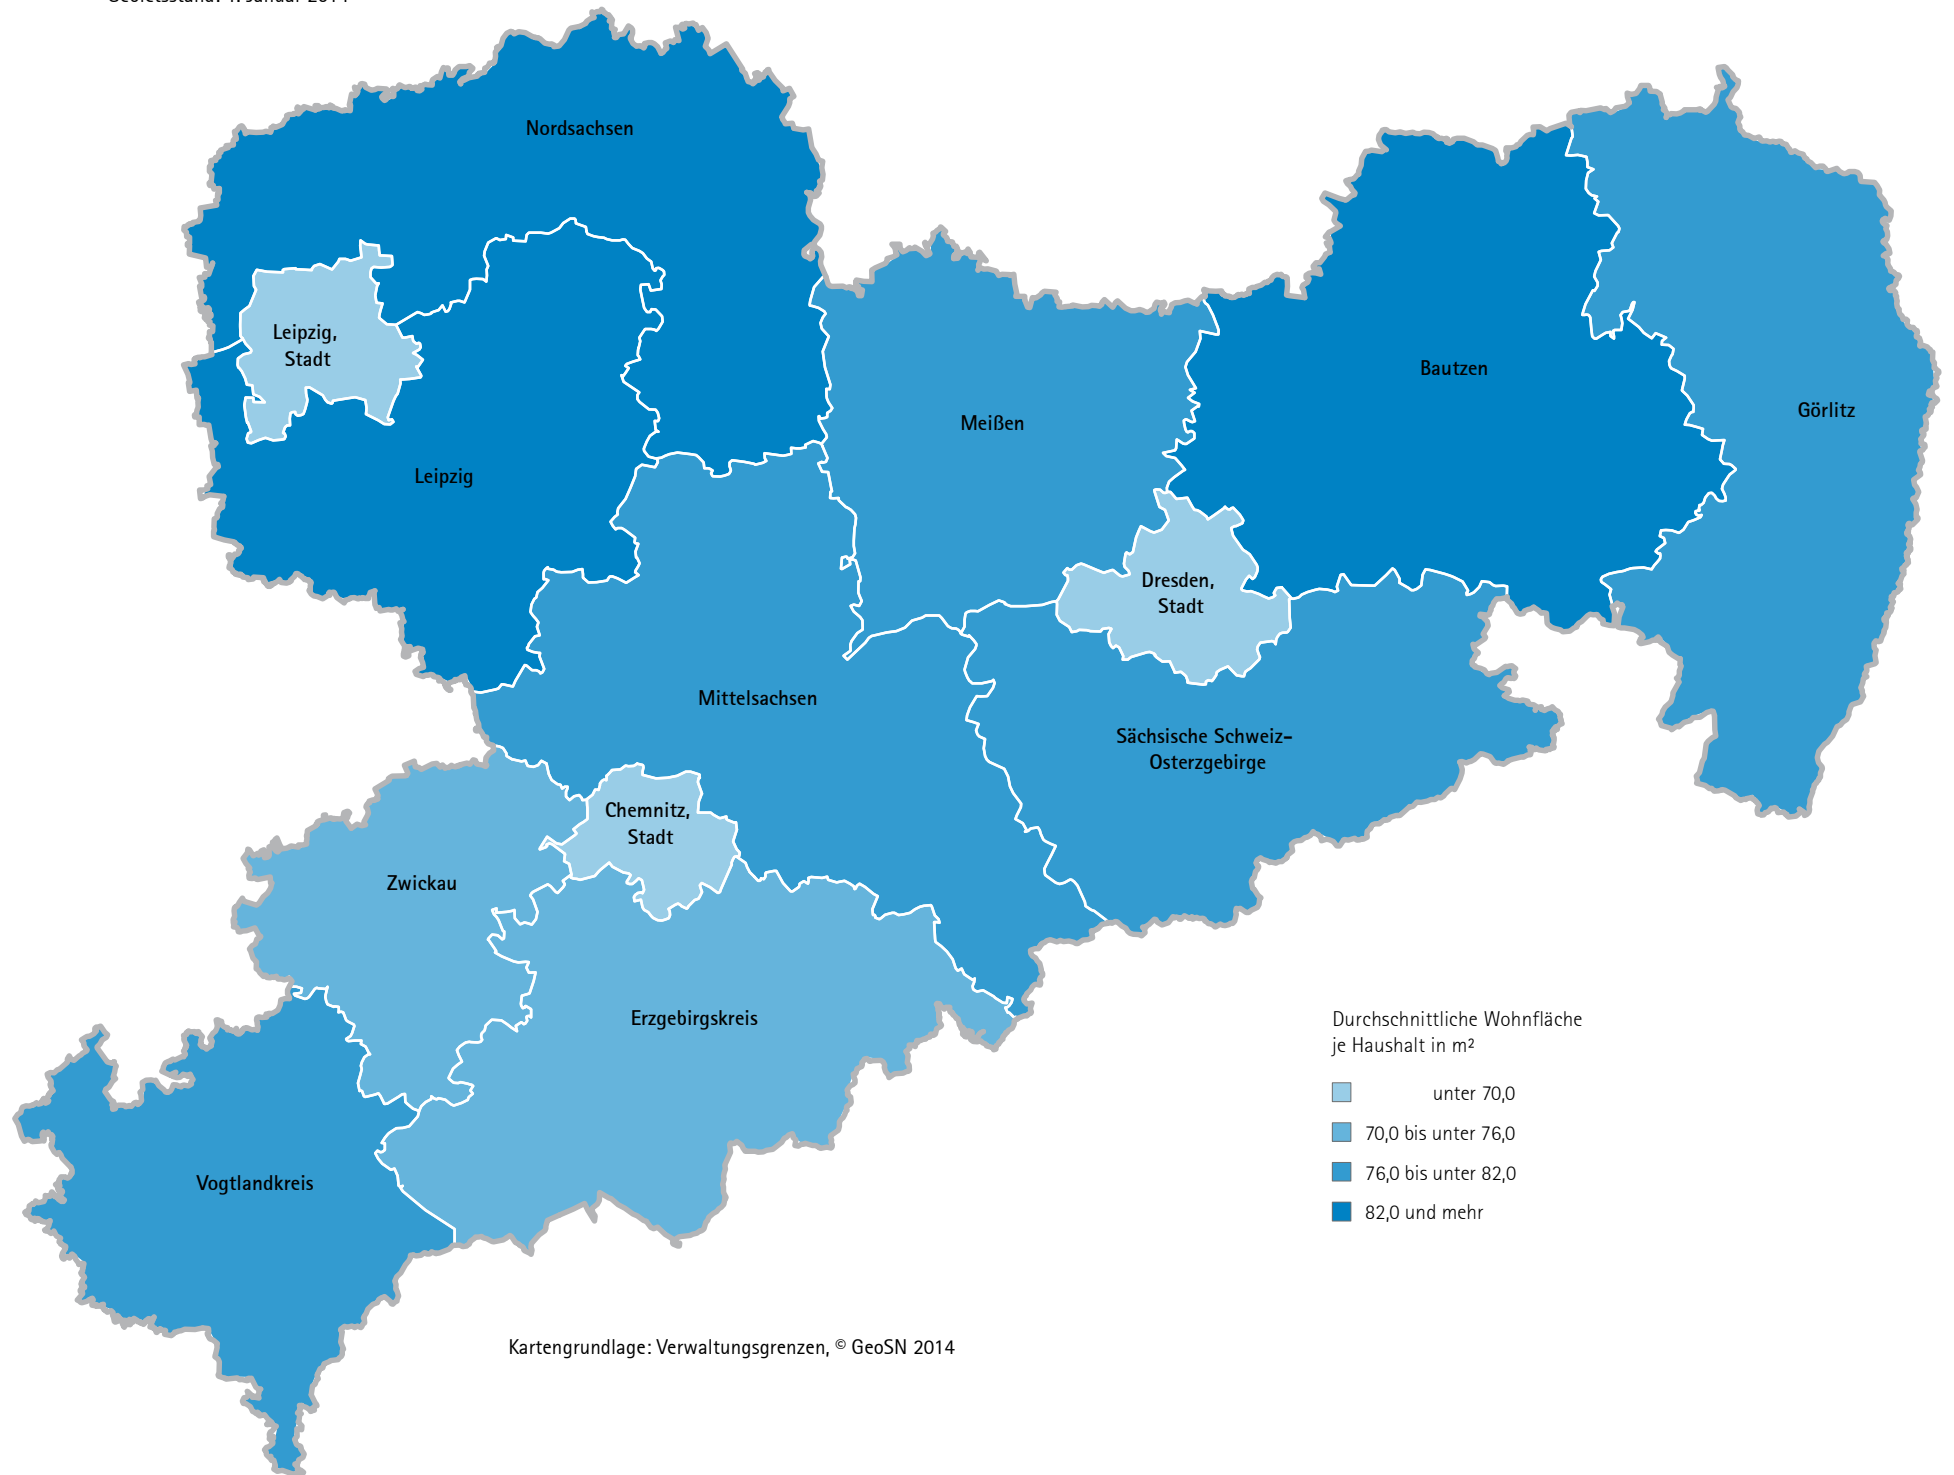 Nordsachsen
Leipzig,
Stadt
Bautzen
Görlitz
Meißen
Leipzig
Dresden,
Stadt
Mittelsachsen
Sächsische Schweiz-
Osterzgebirge
Chemnitz,
Stadt
Zwickau
Erzgebirgskreis
Vogtlandkreis
Durchschnittliche Wohnfläche
je Haushalt in m²
unter 70,0
70,0 bis unter 76,0
76,0 bis unter 82,0
82,0 und mehr
Kartengrundlage: Verwaltungsgrenzen, © GeoSN 2014